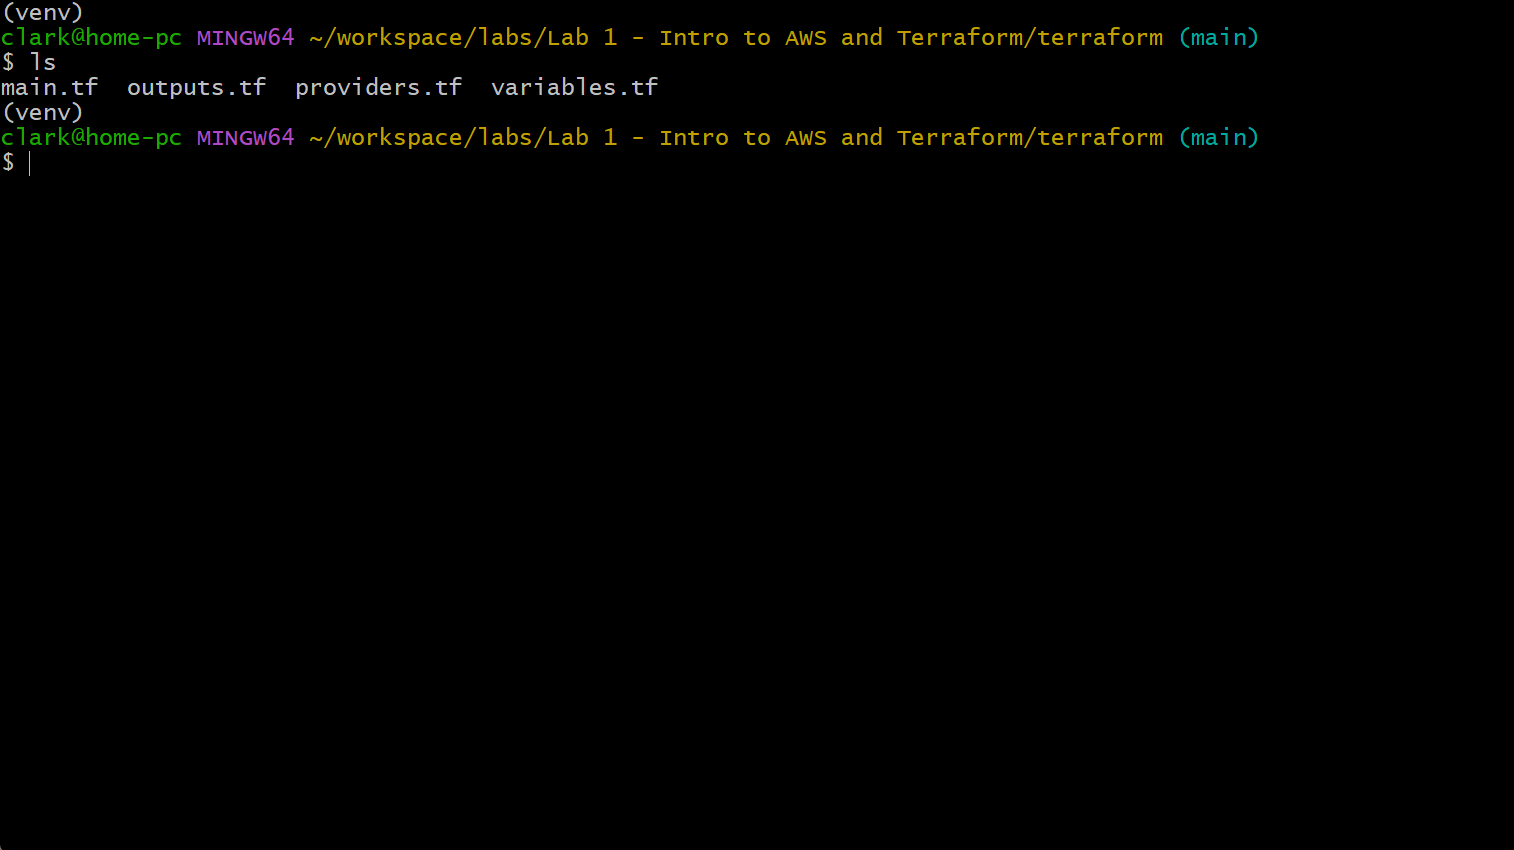 (venv)
clark@home-pc MINGW64 ~/workspace/labs/Lab 1 - Intro to AWS and Terraform/terraform (main)
$ ls
main.tf  outputs.tf  providers.tf  variables.tf
(venv)
clark@home-pc MINGW64 ~/workspace/labs/Lab 1 - Intro to AWS and Terraform/terraform (main)
$